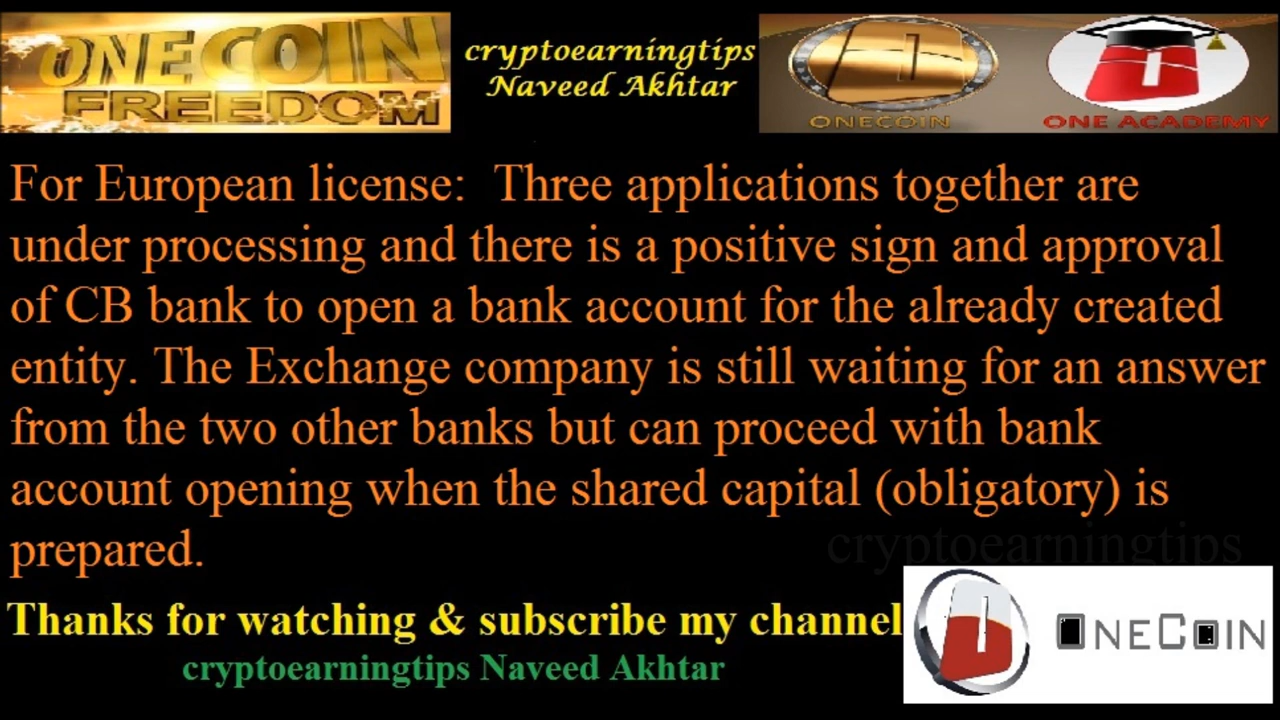 ONE COIN
FREEDOM
cryptoearningtips
Naveed Akhtar
ONECOIN
ONE ACADEMY
For European license: Three applications together are
under processing and there is a positive sign and approval
of CB bank to open a bank account for the already created
entity. The Exchange company is still waiting for an answer
from the two other banks but can proceed with bank
account opening when the shared capital (obligatory) is
prepared.
cryptoearningtips
Thanks for watching & subscribe my channel
cryptoearningtips Naveed Akhtar
ONECOIN